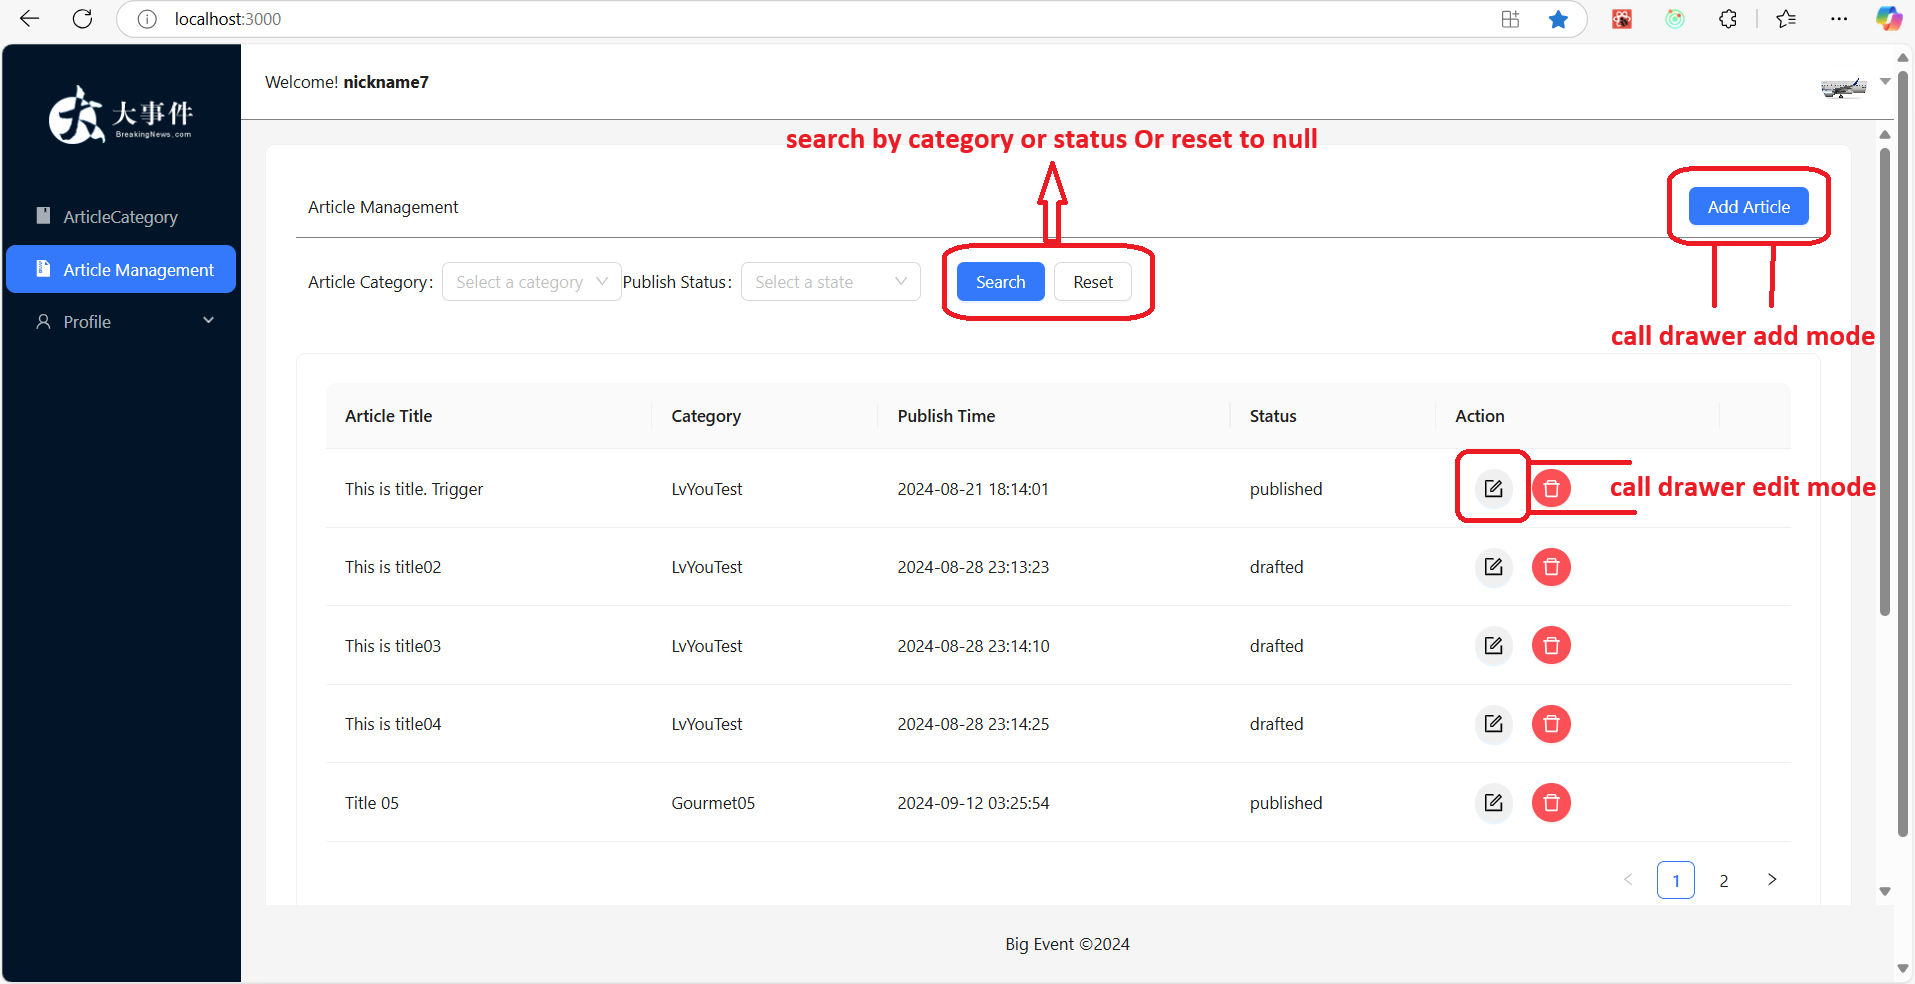 localhost:3000
大事件
BreakingNews.com
Welcome! nickname7
search by category or status Or reset to null
ArticleCategory
Article Management
Profile
Article Management
Add Article
Article Category: Select a category Publish Status: Select a state Search Reset
call drawer add mode
Article Title Category Publish Time Status Action
This is title. Trigger LvYouTest 2024-08-21 18:14:01 published call drawer edit mode
This is title02 LvYouTest 2024-08-28 23:13:23 drafted
This is title03 LvYouTest 2024-08-28 23:14:10 drafted
This is title04 LvYouTest 2024-08-28 23:14:25 drafted
Title 05 Gourmet05 2024-09-12 03:25:54 published
1 2
Big Event ©2024